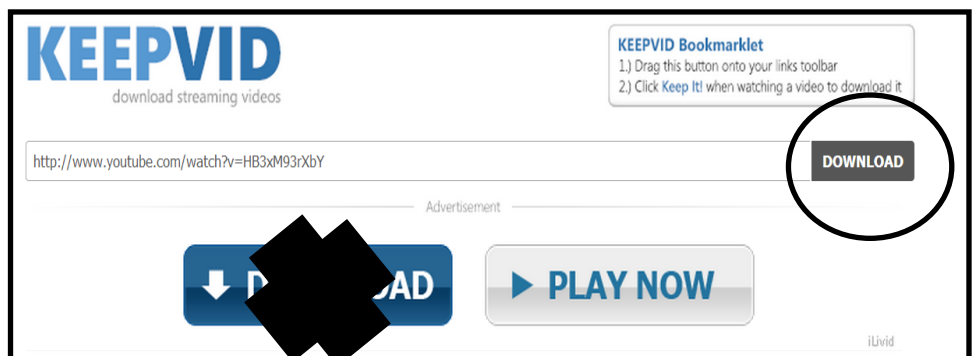 KEEPVID
download streaming videos
KEEPVID Bookmarklet
1.) Drag this button onto your links toolbar
2.) Click Keep It! when watching a video to download it
http://www.youtube.com/watch?v=HB3xM93rXbY
DOWNLOAD
Advertisement
PLAY NOW
iLivid